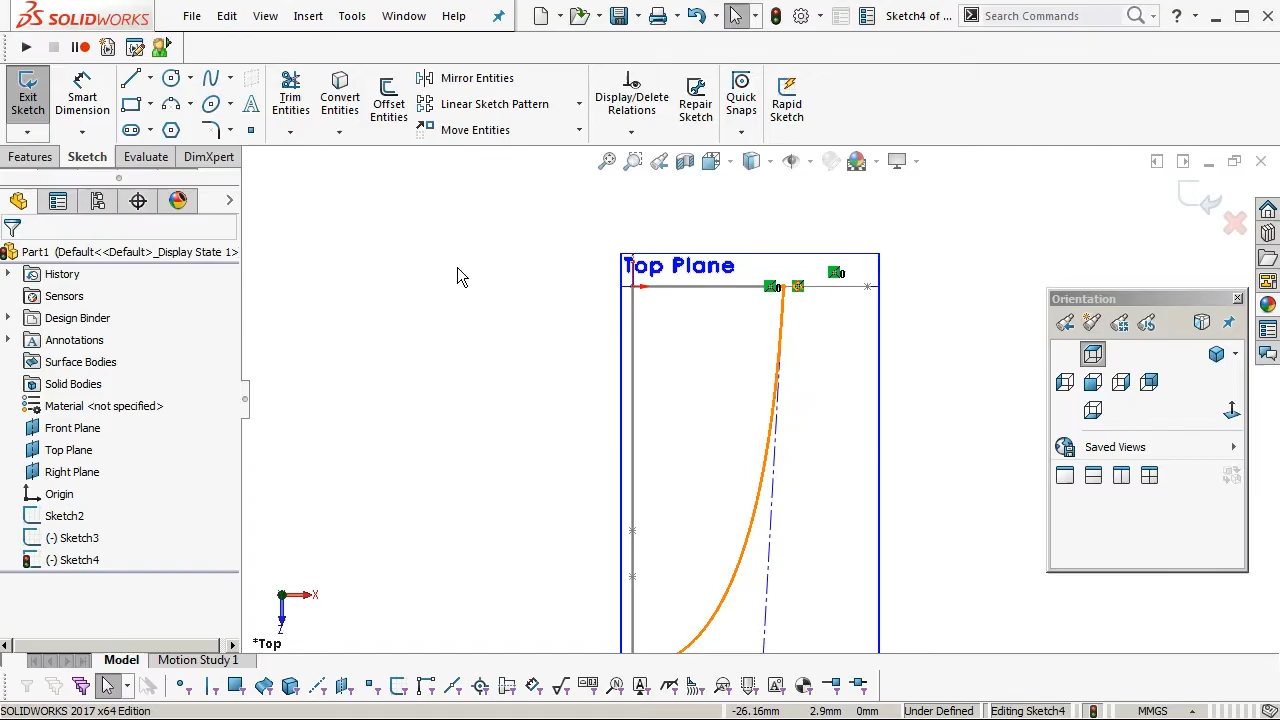 SOLIDWORKS File Edit View Insert Tools Window Help Sketch4 of ... Search Commands ?
Exit Sketch
Smart Dimension
Trim Entities
Convert Entities
Offset Entities
Mirror Entities
Linear Sketch Pattern
Move Entities
Display/Delete Relations
Repair Sketch
Quick Snaps
Rapid Sketch
Features Sketch Evaluate DimXpert
Part1 (Default<<Default>_Display State 1>
History
Sensors
Design Binder
Annotations
Surface Bodies
Solid Bodies
Material <not specified>
Front Plane
Top Plane
Right Plane
Origin
Sketch2
(-) Sketch3
(-) Sketch4
Top Plane
0
0
Orientation
Saved Views
X
Z
*Top
Model Motion Study 1
SOLIDWORKS 2017 x64 Edition -26.16mm 2.9mm 0mm Under Defined Editing Sketch4 MMGS